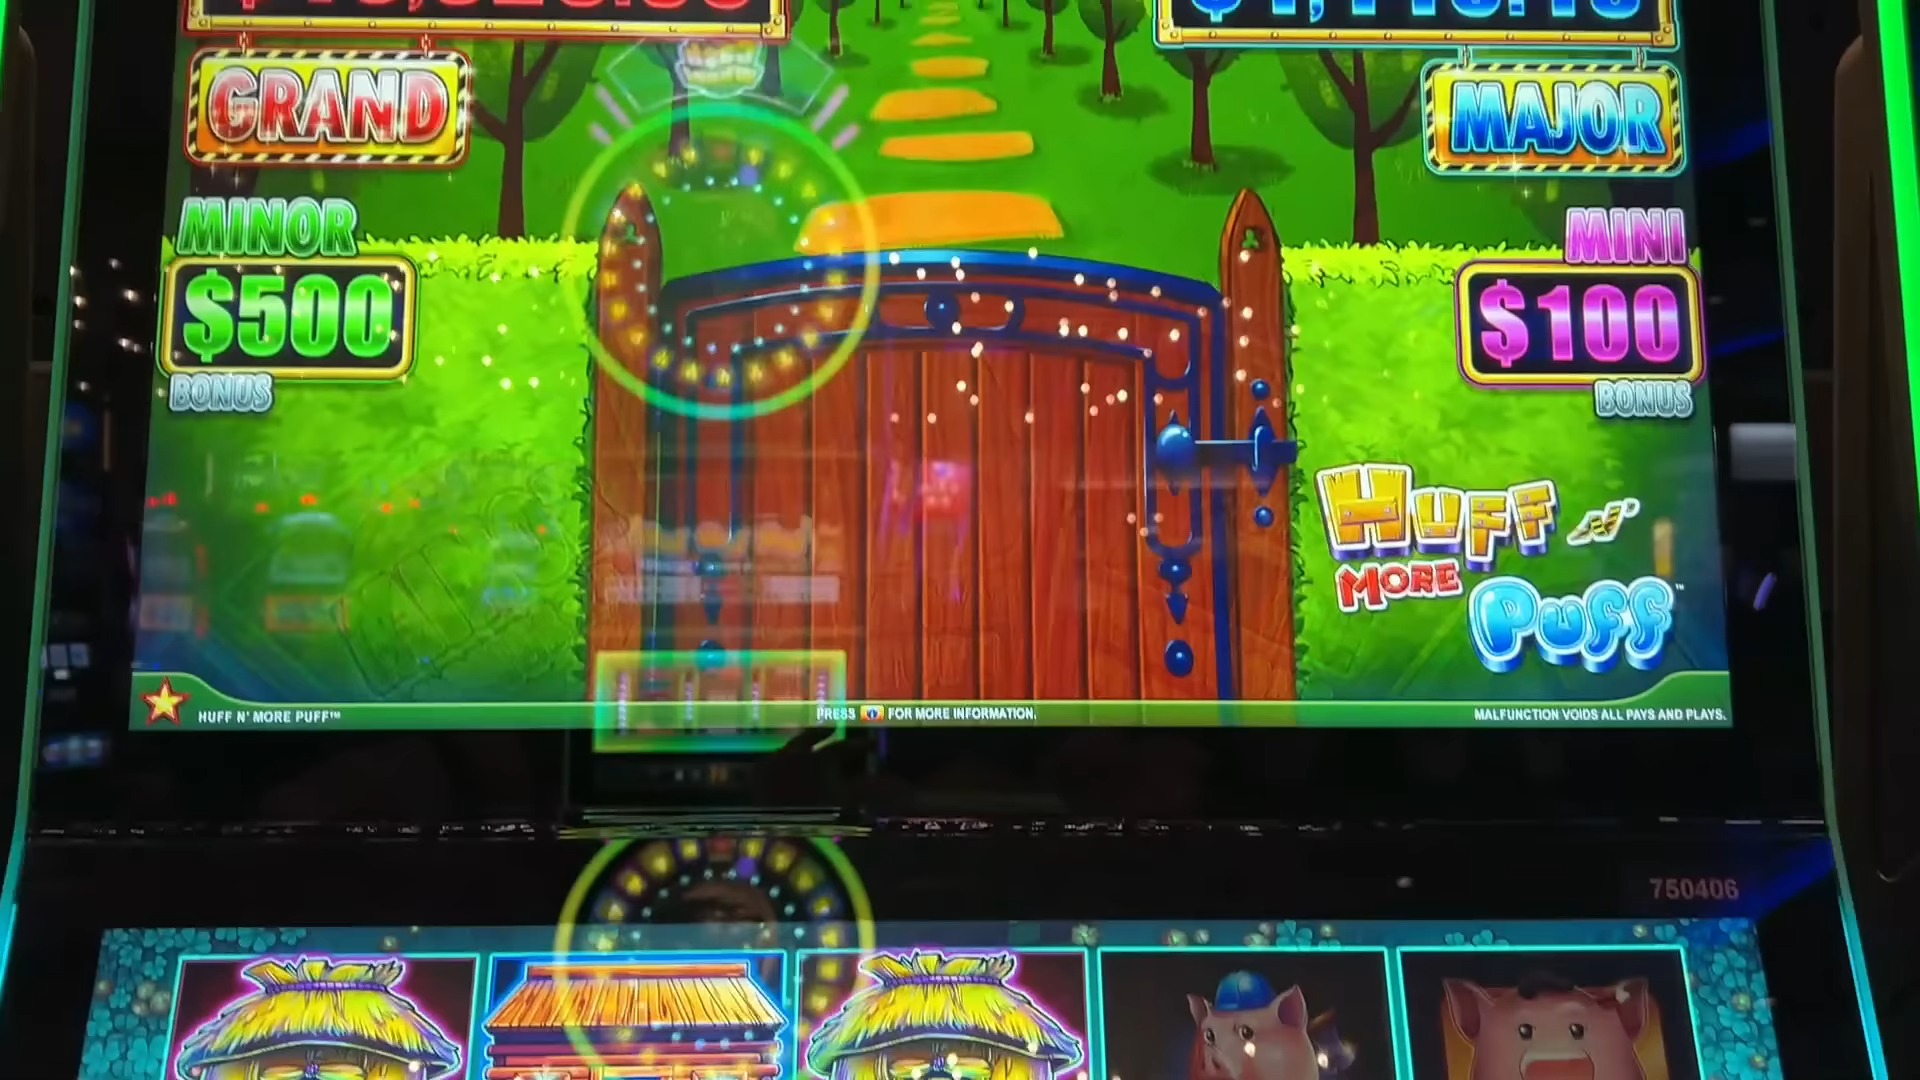 GRAND
MAJOR
MINOR
$500
BONUS
MINI
$100
BONUS
HUFF N'
MORE
PUFF™
HUFF N' MORE PUFF™
PRESS FOR MORE INFORMATION.
MALFUNCTION VOIDS ALL PAYS AND PLAYS.
750406